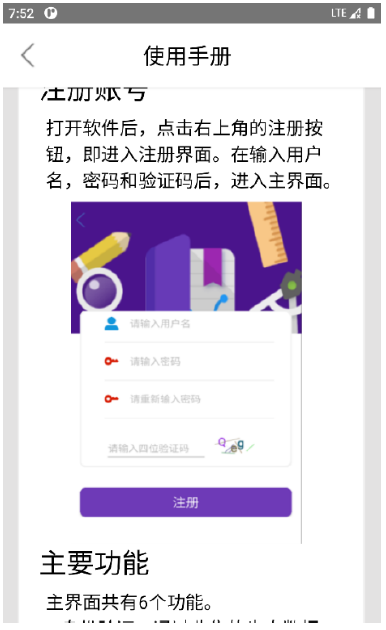 7:52
LTE
使用手册
注册账号
打开软件后，点击右上角的注册按
钮，即进入注册界面。在输入用户
名，密码和验证码后，进入主界面。
请输入用户名
请输入密码
请重新输入密码
请输入四位验证码
注册
主要功能
主界面共有6个功能。